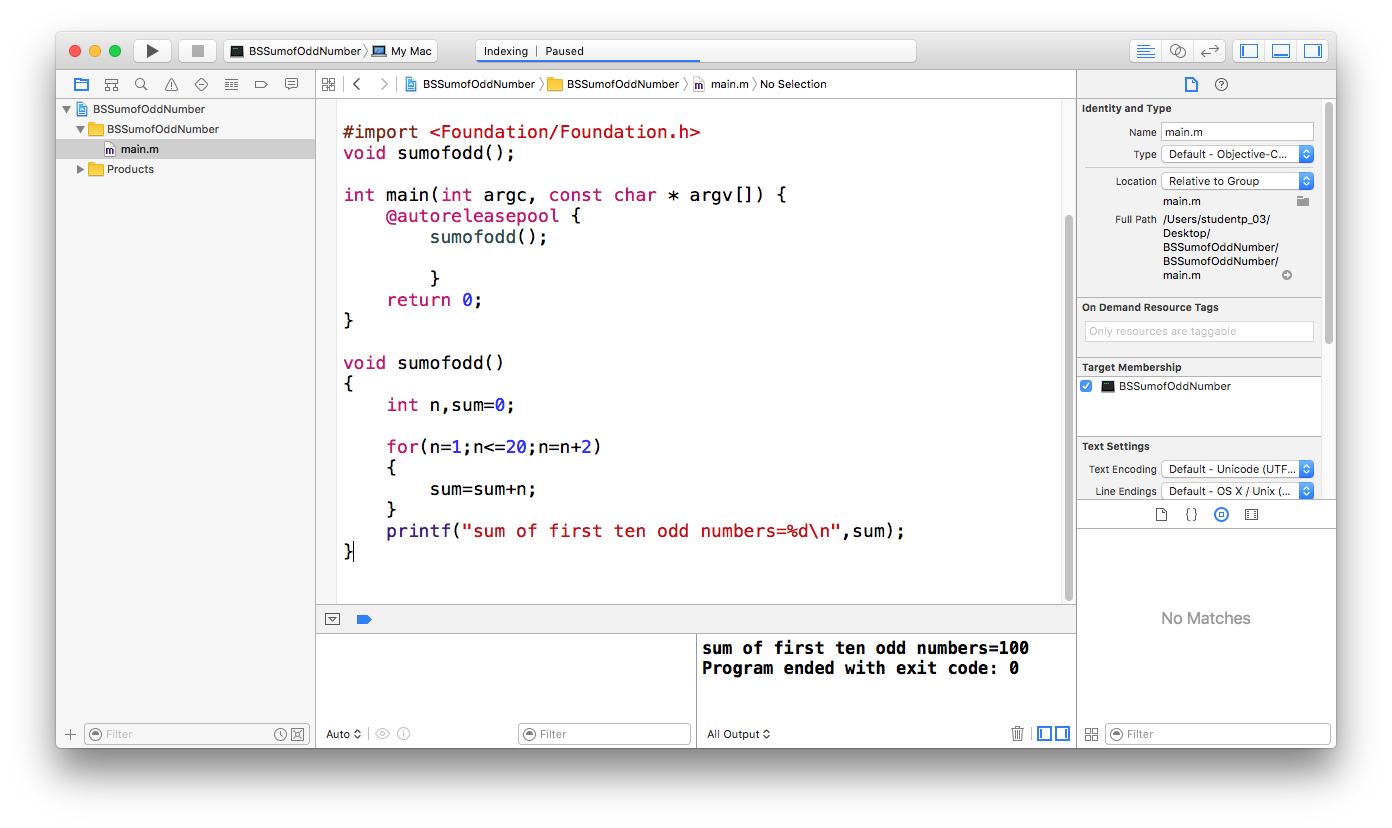 BSSumofOddNumber My Mac Indexing | Paused
BSSumofOddNumber BSSumofOddNumber main.m No Selection
BSSumofOddNumber
BSSumofOddNumber
main.m
Products
#import <Foundation/Foundation.h>
void sumofodd();
int main(int argc, const char * argv[]) {
@autoreleasepool {
sumofodd();
}
return 0;
}
void sumofodd()
{
int n,sum=0;
for(n=1;n<=20;n=n+2)
{
sum=sum+n;
}
printf("sum of first ten odd numbers=%d\n",sum);
}
sum of first ten odd numbers=100
Program ended with exit code: 0
Filter
Auto
Filter
All Output
Identity and Type
Name main.m
Type Default - Objective-C...
Location Relative to Group
main.m
Full Path /Users/studentp_03/
Desktop/
BSSumofOddNumber/
BSSumofOddNumber/
main.m
On Demand Resource Tags
Only resources are taggable
Target Membership
BSSumofOddNumber
Text Settings
Text Encoding Default - Unicode (UTF...
Line Endings Default - OS X / Unix (...
No Matches
Filter